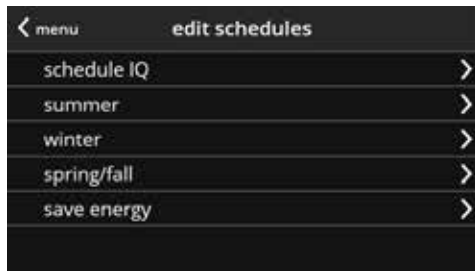 menu edit schedules
schedule IQ
summer
winter
spring/fall
save energy